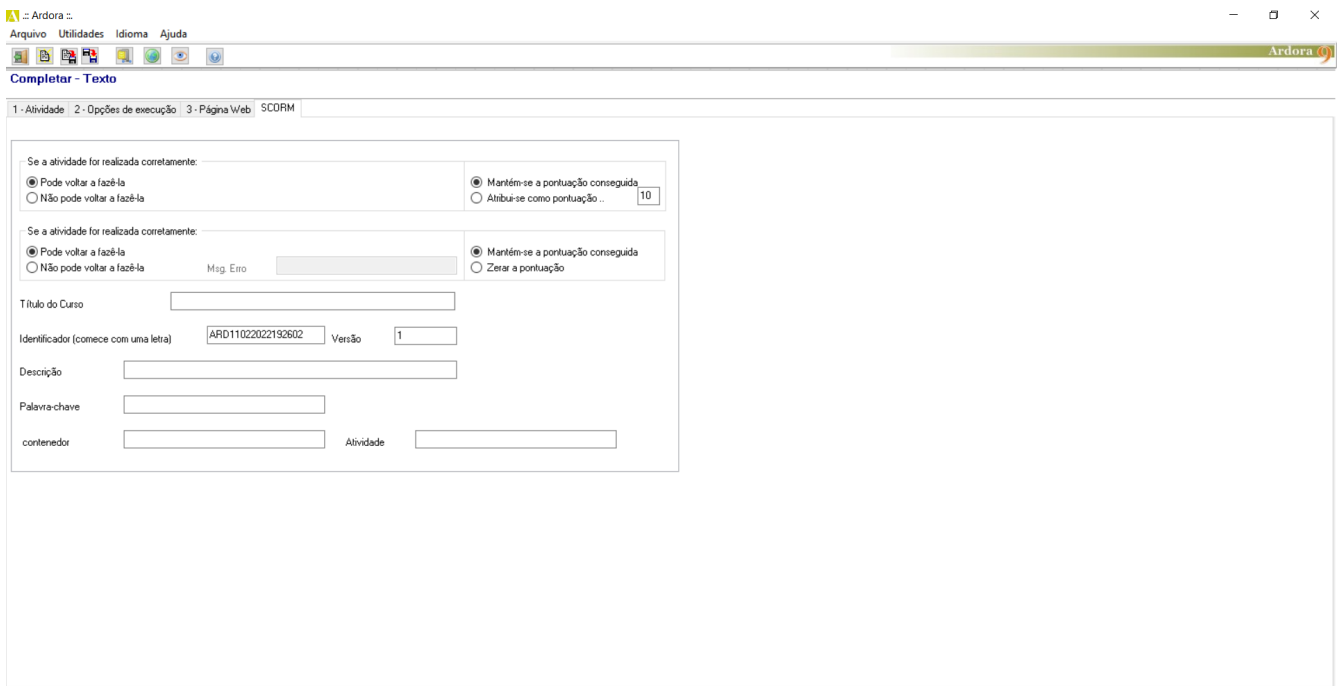 .:: Ardora ::.
Arquivo Utilidades Idioma Ajuda
Ardora 9
Completar - Texto
1 - Atividade 2 - Opções de execução 3 - Página Web SCORM
Se a atividade for realizada corretamente:
Pode voltar a fazê-la Mantém-se a pontuação conseguida
Não pode voltar a fazê-la Atribui-se como pontuação .. 10
Se a atividade for realizada corretamente:
Pode voltar a fazê-la Mantém-se a pontuação conseguida
Não pode voltar a fazê-la Msg. Erro Zerar a pontuação
Título do Curso
Identificador (comece com uma letra) ARD11022022192602 Versão 1
Descrição
Palavra-chave
contenedor Atividade